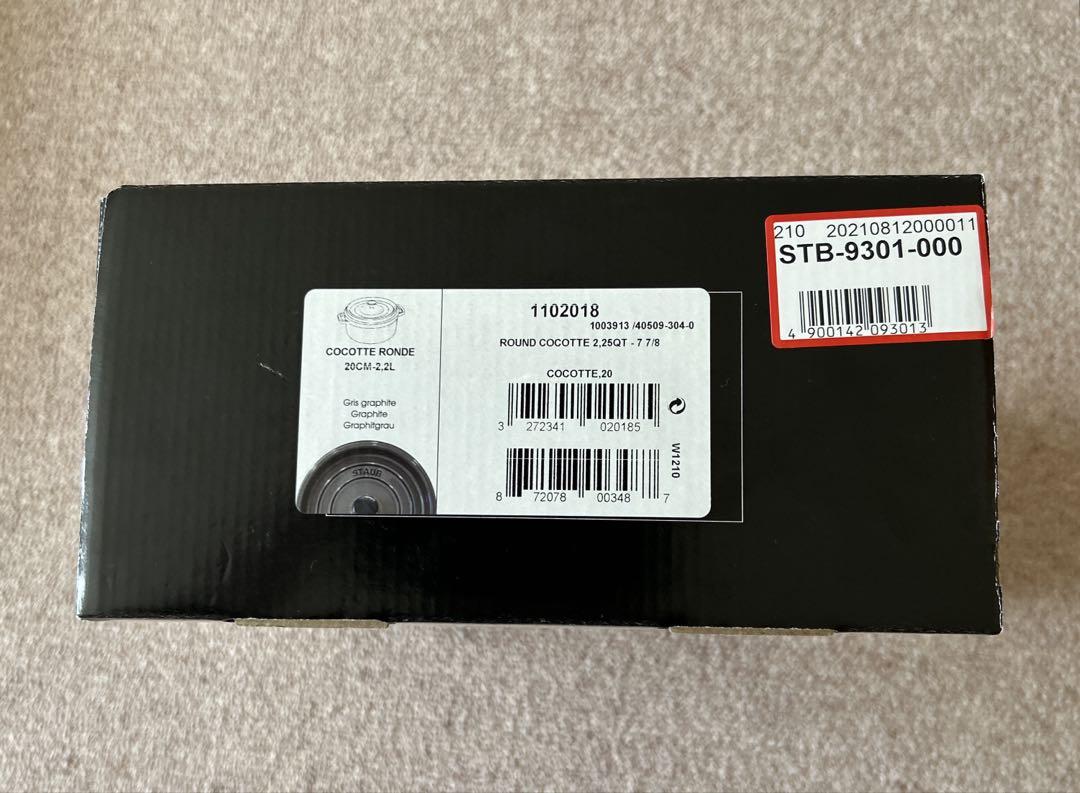 COCOTTE RONDE
20CM-2,2L
Gris graphite
Graphite
Graphitgrau
STAUB
1102018
1003913 /40509-304-0
ROUND COCOTTE 2,25QT - 7 7/8
COCOTTE,20
3 272341 020185
W1210
8 72078 00348 7
210 20210812000011
STB-9301-000
4 900142 093013